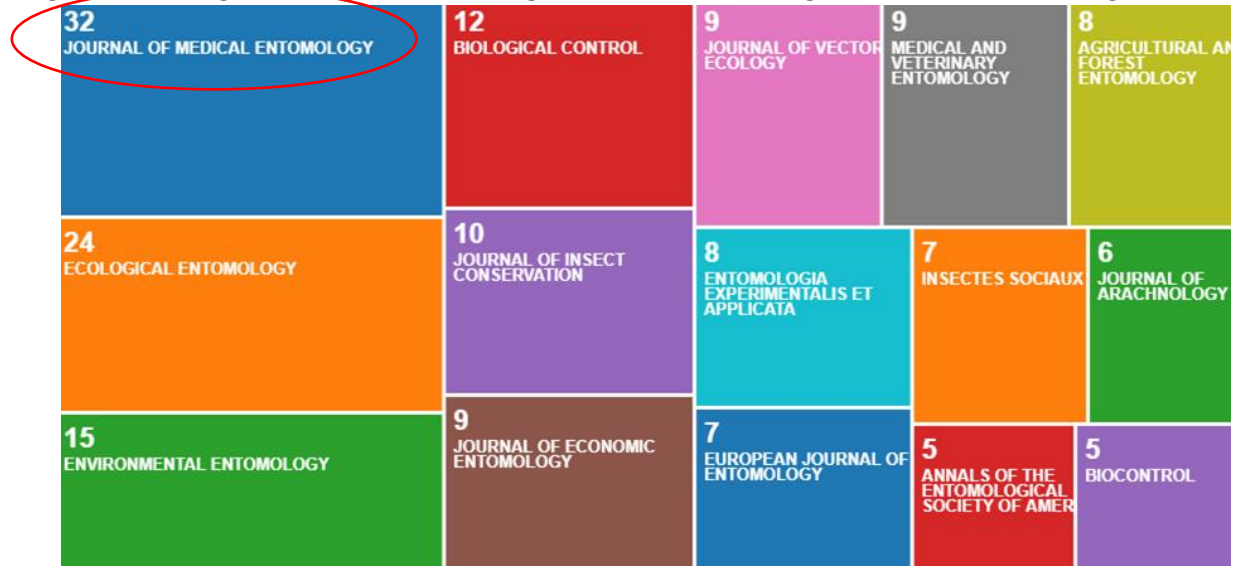 32
JOURNAL OF MEDICAL ENTOMOLOGY
24
ECOLOGICAL ENTOMOLOGY
15
ENVIRONMENTAL ENTOMOLOGY
12
BIOLOGICAL CONTROL
10
JOURNAL OF INSECT
CONSERVATION
9
JOURNAL OF ECONOMIC
ENTOMOLOGY
9
JOURNAL OF VECTOR
ECOLOGY
9
MEDICAL AND
VETERINARY
ENTOMOLOGY
8
AGRICULTURAL AN
FOREST
ENTOMOLOGY
8
ENTOMOLOGIA
EXPERIMENTALIS ET
APPLICATA
7
INSECTES SOCIAUX
6
JOURNAL OF
ARACHNOLOGY
7
EUROPEAN JOURNAL OF
ENTOMOLOGY
5
ANNALS OF THE
ENTOMOLOGICAL
SOCIETY OF AMER
5
BIOCONTROL